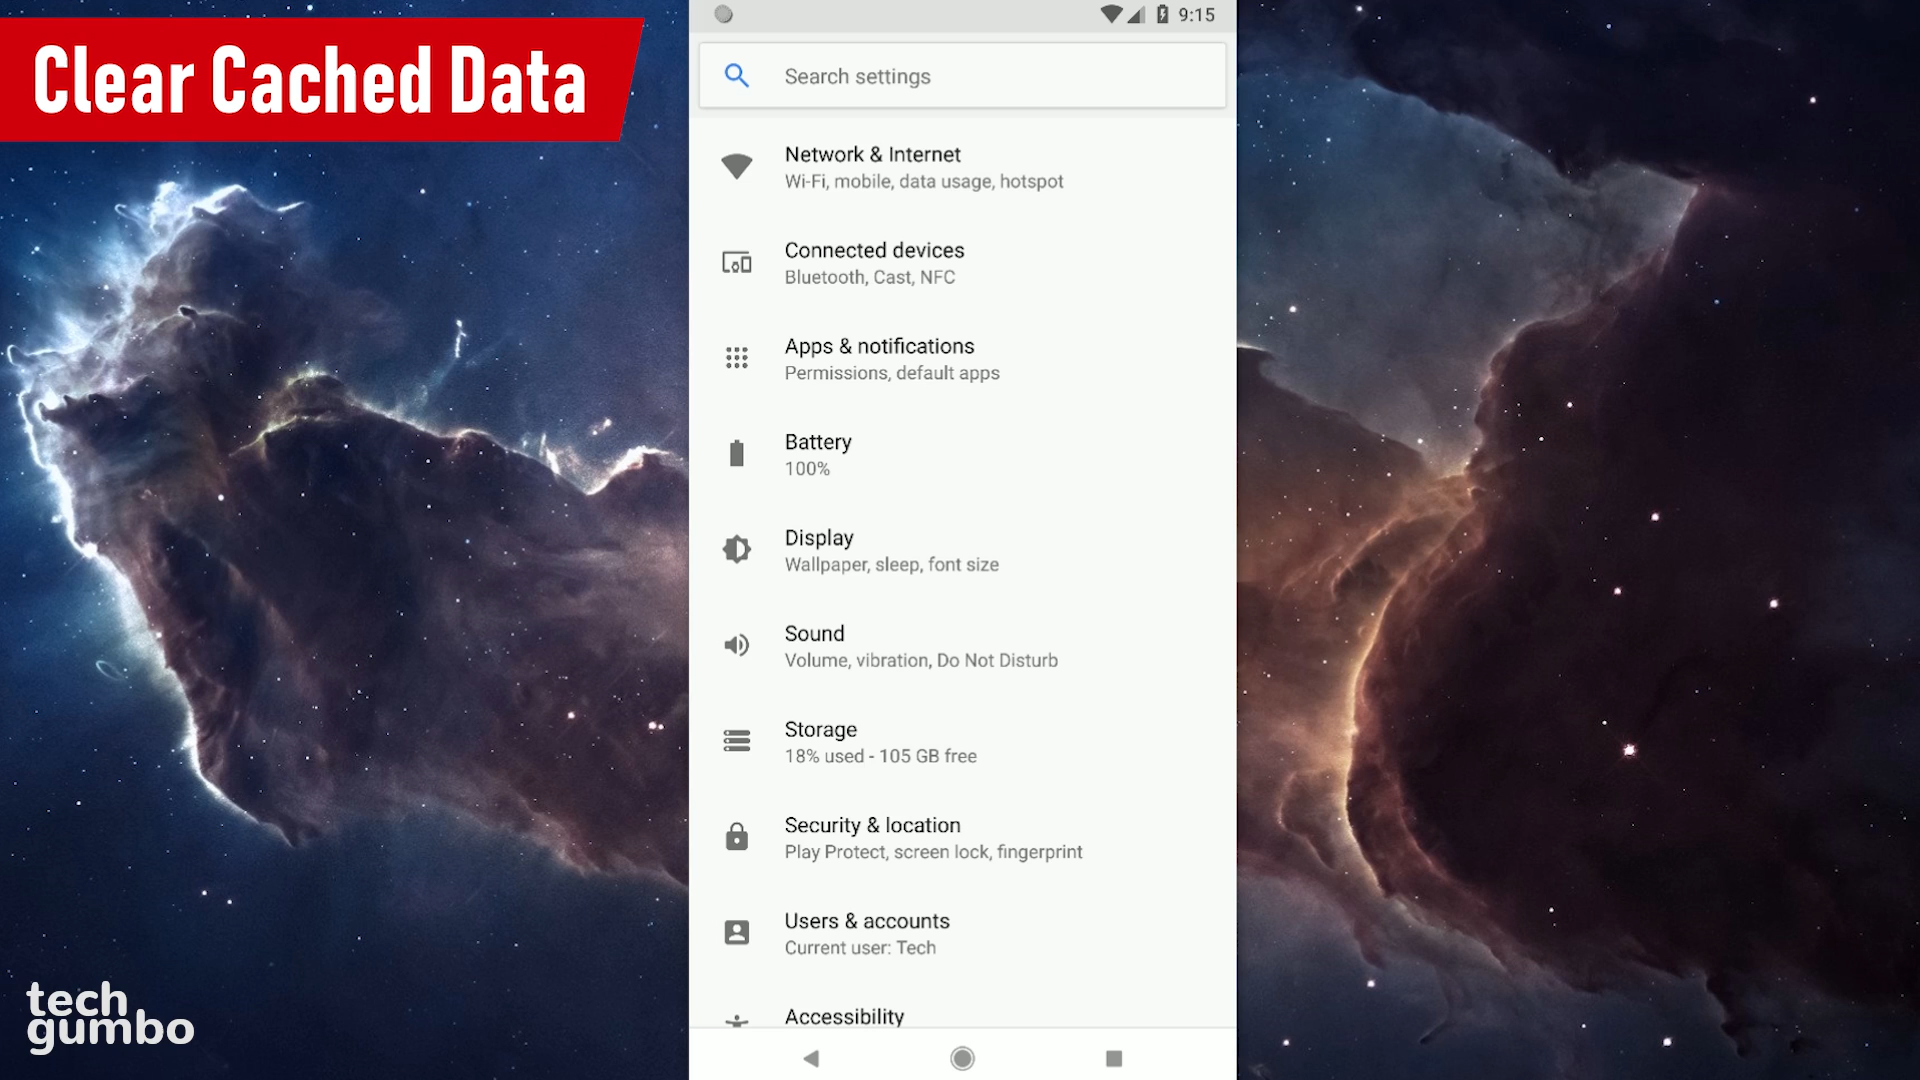 Clear Cached Data
9:15
Search settings
Network & Internet
Wi-Fi, mobile, data usage, hotspot
Connected devices
Bluetooth, Cast, NFC
Apps & notifications
Permissions, default apps
Battery
100%
Display
Wallpaper, sleep, font size
Sound
Volume, vibration, Do Not Disturb
Storage
18% used - 105 GB free
Security & location
Play Protect, screen lock, fingerprint
Users & accounts
Current user: Tech
Accessibility
tech
gumbo